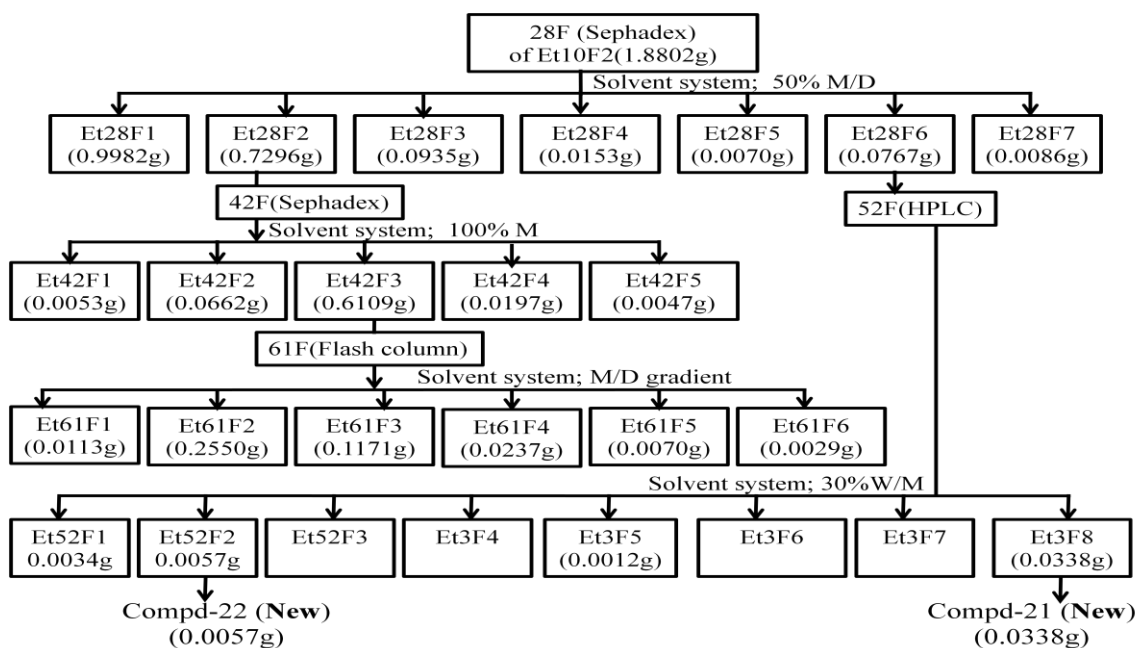 28F (Sephadex)
of Et10F2(1.8802g)
Solvent system; 50% M/D
Et28F1
(0.9982g)
Et28F2
(0.7296g)
Et28F3
(0.0935g)
Et28F4
(0.0153g)
Et28F5
(0.0070g)
Et28F6
(0.0767g)
Et28F7
(0.0086g)
42F(Sephadex)
52F(HPLC)
Solvent system; 100% M
Et42F1
(0.0053g)
Et42F2
(0.0662g)
Et42F3
(0.6109g)
Et42F4
(0.0197g)
Et42F5
(0.0047g)
61F(Flash column)
Solvent system; M/D gradient
Et61F1
(0.0113g)
Et61F2
(0.2550g)
Et61F3
(0.1171g)
Et61F4
(0.0237g)
Et61F5
(0.0070g)
Et61F6
(0.0029g)
Solvent system; 30%W/M
Et52F1
0.0034g
Et52F2
0.0057g
Et52F3
Et3F4
Et3F5
(0.0012g)
Et3F6
Et3F7
Et3F8
(0.0338g)
Compd-22 (New)
(0.0057g)
Compd-21 (New)
(0.0338g)